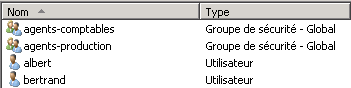 Nom Type
agents-comptables Groupe de sécurité - Global
agents-production Groupe de sécurité - Global
albert Utilisateur
bertrand Utilisateur